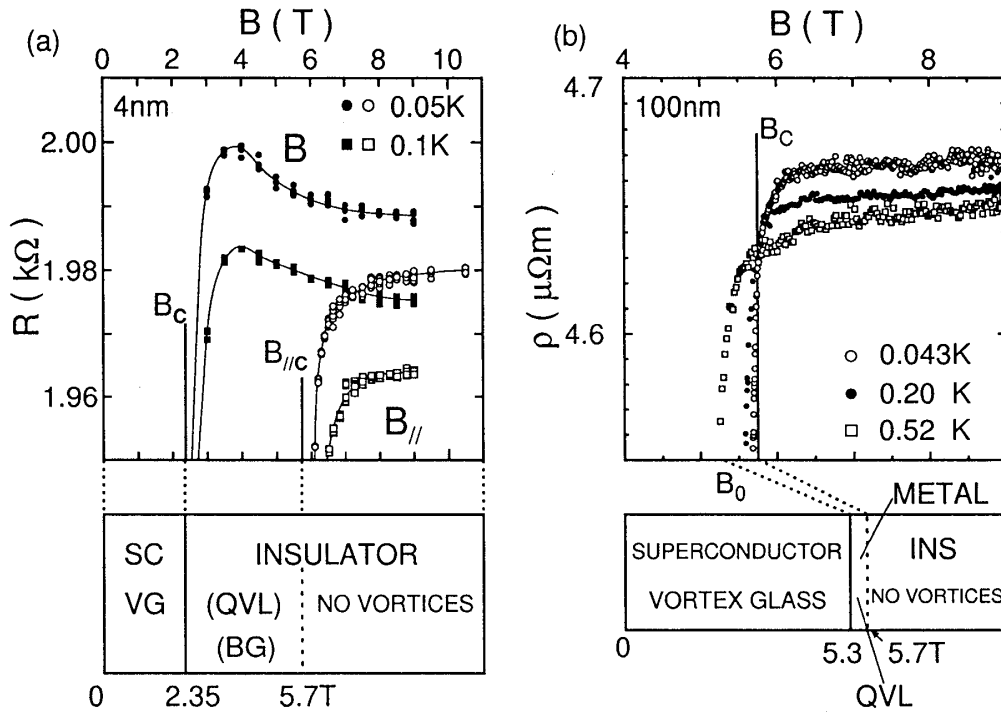 (a)
B ( T )
0 2 4 6 8 10
4nm
● ○ 0.05K
■ □ 0.1K
2.00
1.98
1.96
R ( kΩ )
B
B//
BC
B//C
SC
VG
INSULATOR
(QVL)
(BG)
NO VORTICES
0 2.35 5.7T
(b)
B ( T )
4 6 8
4.7
4.6
ρ ( μΩm )
100nm
BC
○ 0.043K
● 0.20 K
□ 0.52 K
B0
METAL
SUPERCONDUCTOR
VORTEX GLASS
INS
NO VORTICES
0 5.3 5.7T
QVL